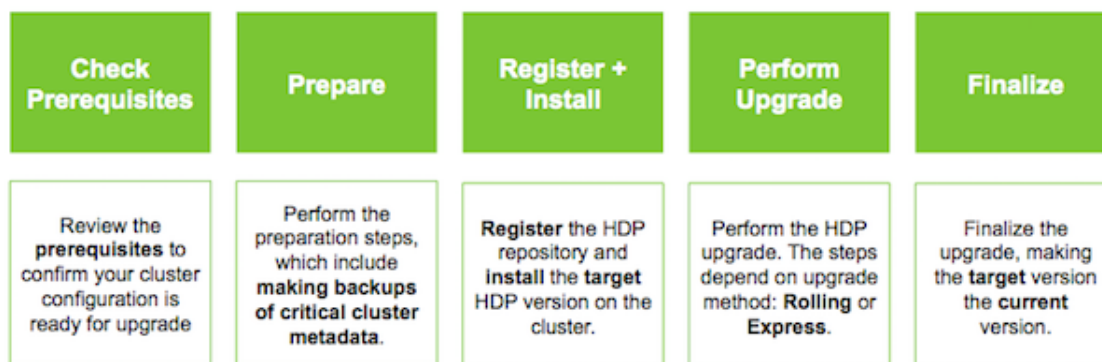 Check
Prerequisites
Prepare
Register +
Install
Perform
Upgrade
Finalize
Review the
prerequisites to
confirm your cluster
configuration is
ready for upgrade
Perform the
preparation steps,
which include
making backups
of critical cluster
metadata.
Register the HDP
repository and
install the target
HDP version on the
cluster.
Perform the HDP
upgrade. The steps
depend on upgrade
method: Rolling or
Express.
Finalize the
upgrade, making
the target version
the current
version.